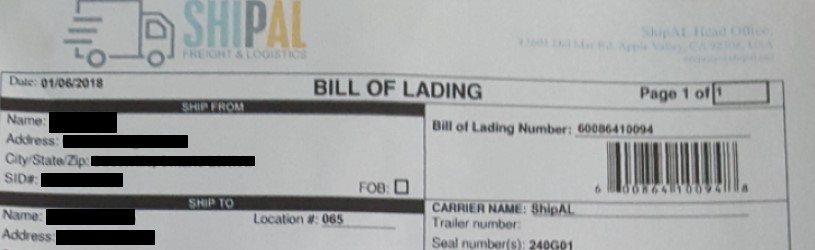 SHIPAL
FREIGHT & LOGISTICS
ShipAL Head Office:
Date: 01/06/2018
BILL OF LADING
Page 1 of 1
SHIP FROM
Name:
Address:
City/State/Zip:
SID#:
FOB:
Bill of Lading Number: 60086410094
6 00864 10094 8
SHIP TO
Name:
Location #: 065
Address:
CARRIER NAME: ShipAL
Trailer number:
Seal number(s): 240G01